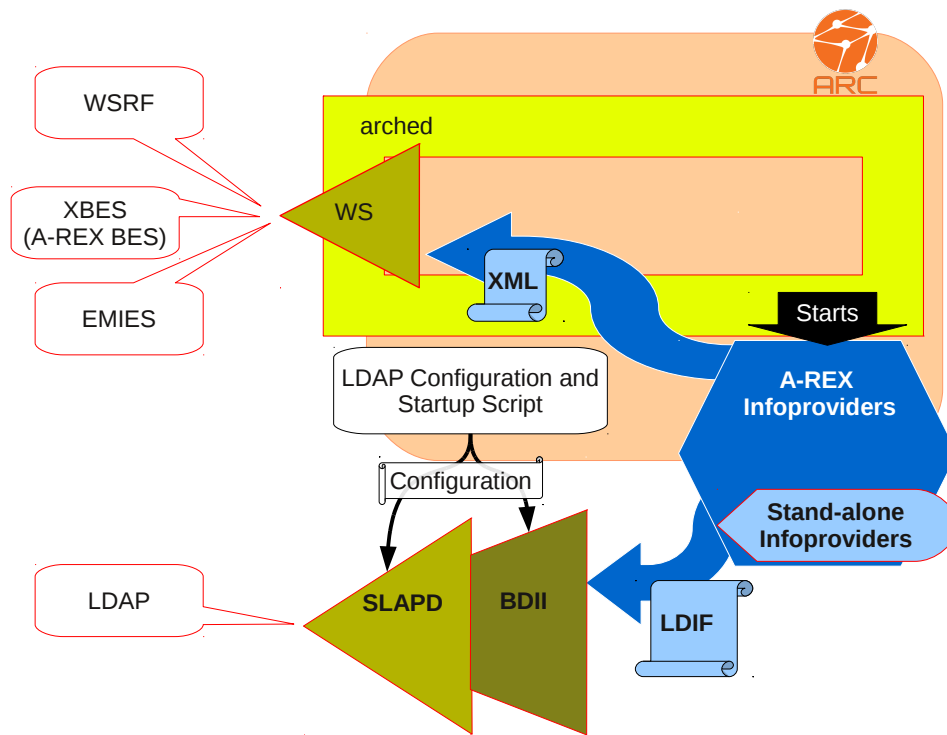 ARC
WSRF
arched
XBES
(A-REX BES)
WS
XML
EMIES
Starts
LDAP Configuration and
Startup Script
A-REX
Infoproviders
Configuration
Stand-alone
Infoproviders
LDAP
SLAPD
BDII
LDIF